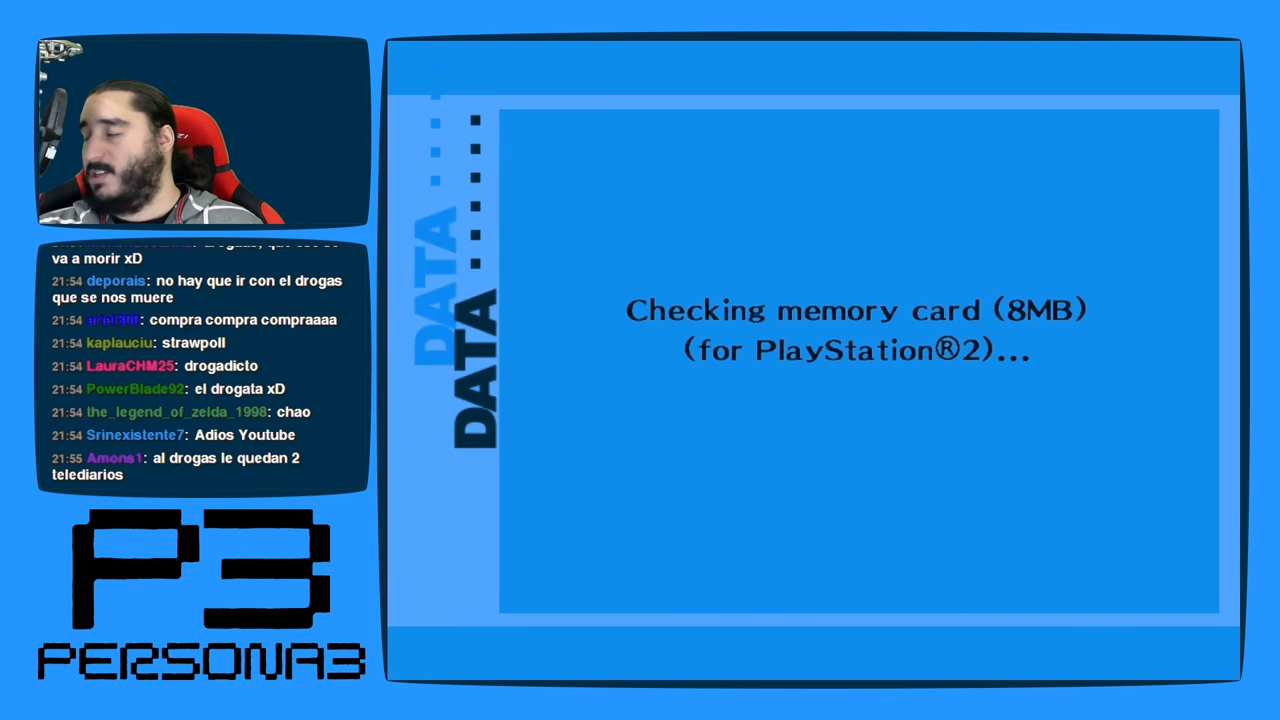 va a morir xD
21:54 deporais: no hay que ir con el drogas
que se nos muere
21:54 : compra compra compraaaa
21:54 kaplauciu: strawpoll
21:54 LauraCHM25: drogadicto
21:54 PowerBlade92: el drogata xD
21:54 the_legend_of_zelda_1998: chao
21:54 Srinexistente7: Adios Youtube
21:55 Amons1: al drogas le quedan 2
telediarios
P3
PERSONA3
DATA
DATA
Checking memory card (8MB)
(for PlayStation®2)...